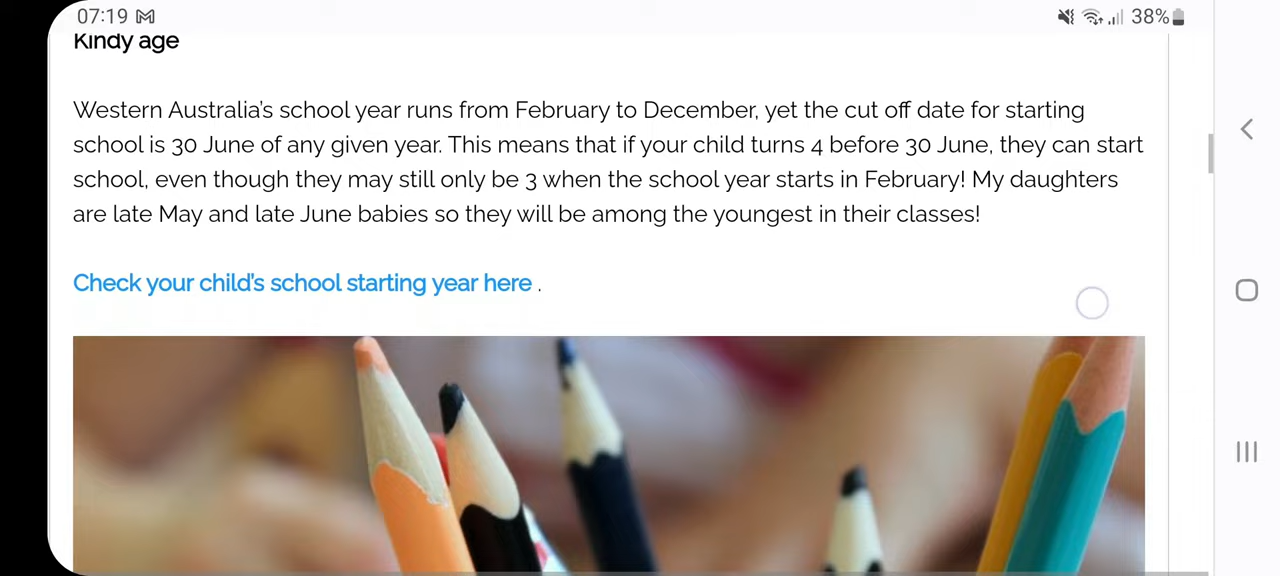 07:19 38%
Kindy age
Western Australia's school year runs from February to December, yet the cut off date for starting
school is 30 June of any given year. This means that if your child turns 4 before 30 June, they can start
school, even though they may still only be 3 when the school year starts in February! My daughters
are late May and late June babies so they will be among the youngest in their classes!
Check your child's school starting year here .